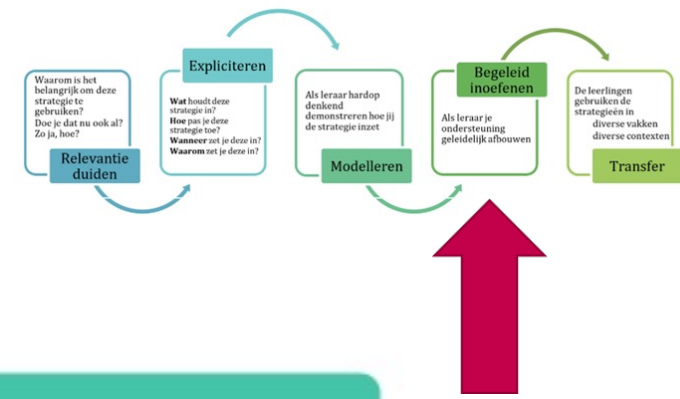 Waarom is het
belangrijk om deze
strategie te
gebruiken?
Doe je dat nu ook al?
Zo ja, hoe?
Relevantie
duiden
Expliciteren
Wat houdt deze
strategie in?
Hoe pas je deze
strategie toe?
Wanneer zet je deze in?
Waarom zet je deze in?
Als leraar hardop
denkend
demonstreren hoe jij
de strategie inzet
Modelleren
Begeleid
inoefenen
Als leraar je
ondersteuning
geleidelijk afbouwen
De leerlingen
gebruiken de
strategieën in
diverse vakken
diverse contexten
Transfer